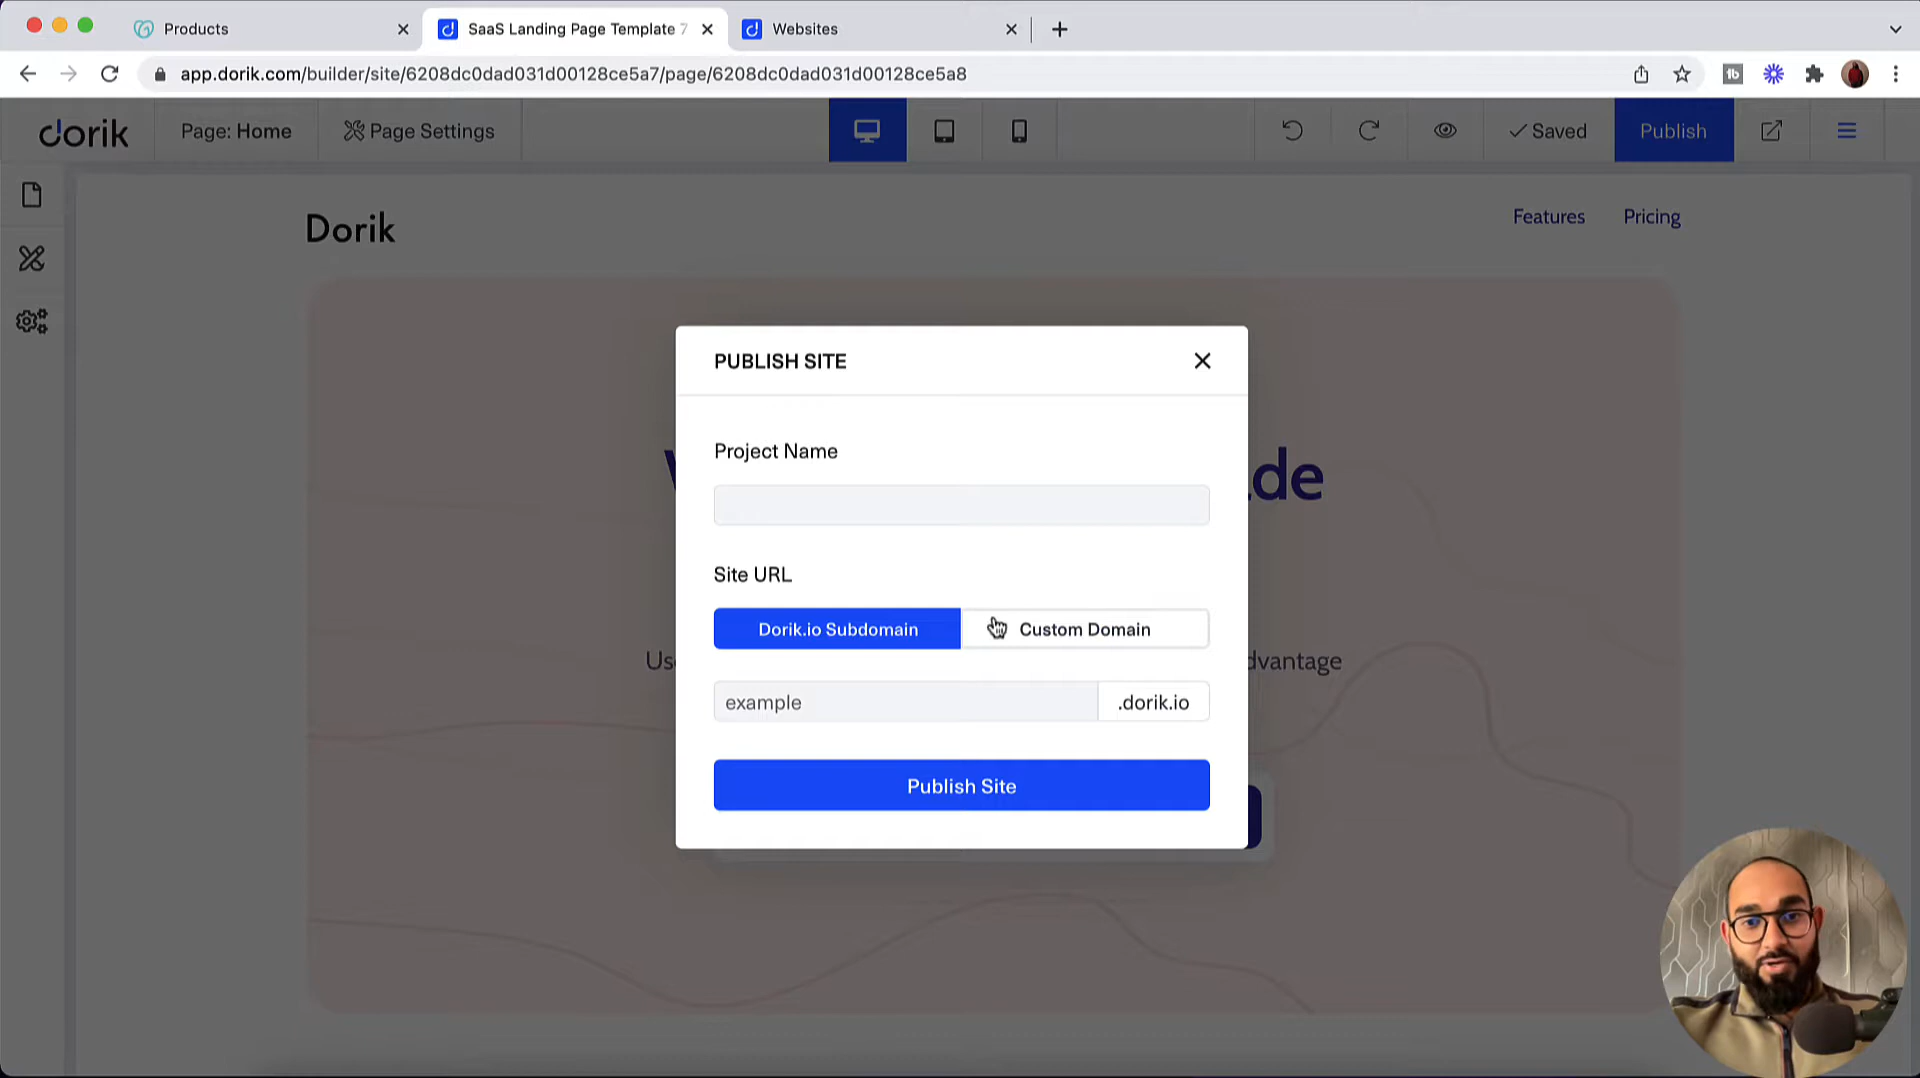 Products
SaaS Landing Page Template 7
Websites
app.dorik.com/builder/site/6208dc0dad031d00128ce5a7/page/6208dc0dad031d00128ce5a8
dorik
Page: Home
Page Settings
Saved
Publish
Dorik
Features
Pricing
PUBLISH SITE
Project Name
Site URL
Dorik.io Subdomain
Custom Domain
example
.dorik.io
Publish Site